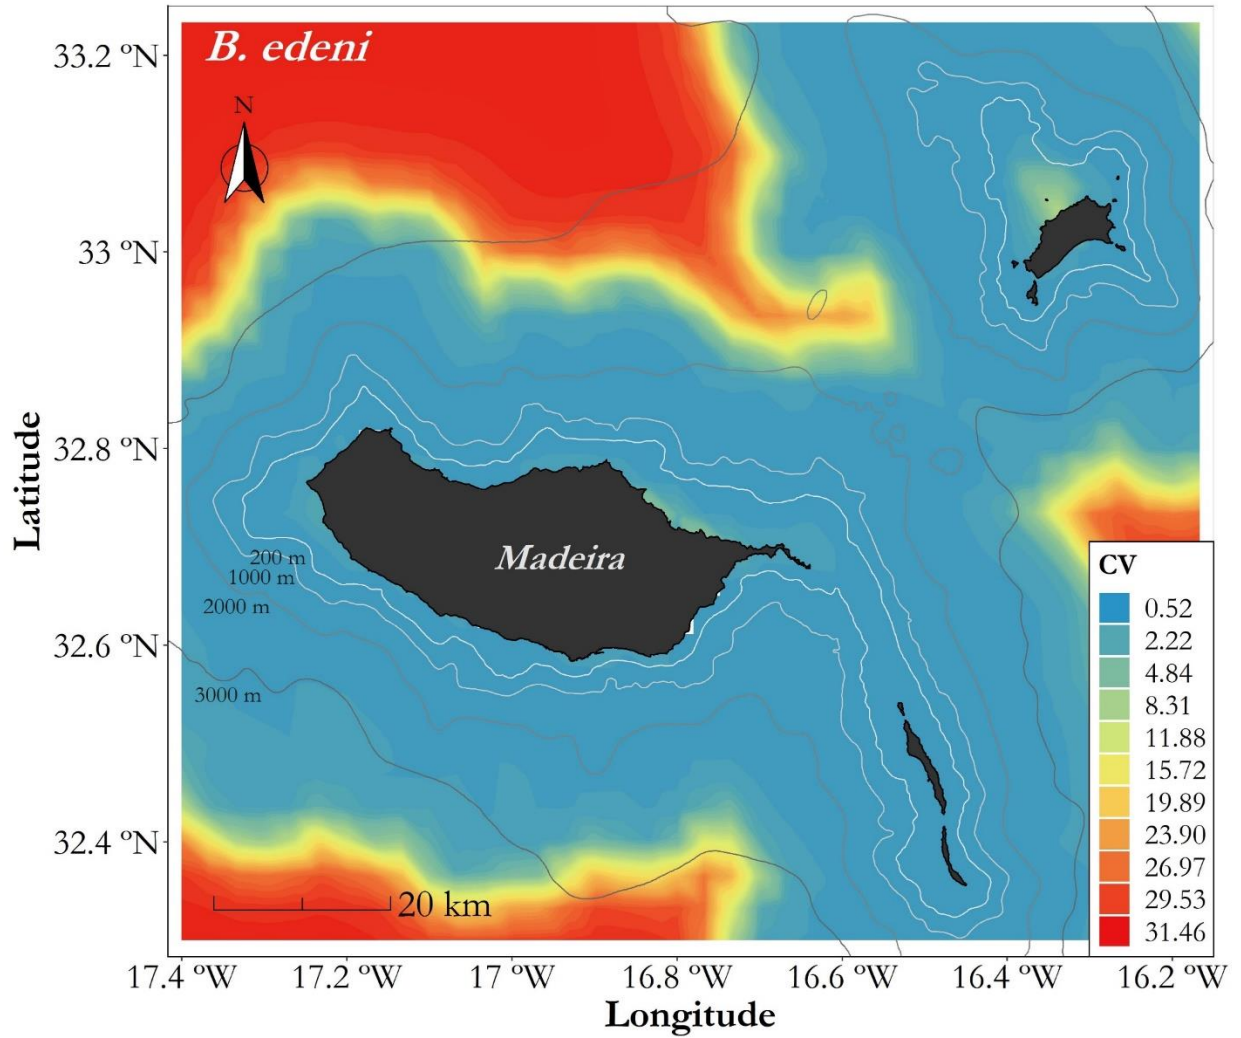 B. edeni
N
33.2 ºN
33 ºN
32.8 ºN
32.6 ºN
32.4 ºN
Latitude
Madeira
200 m
1000 m
2000 m
3000 m
20 km
CV
0.52
2.22
4.84
8.31
11.88
15.72
19.89
23.90
26.97
29.53
31.46
17.4 ºW
17.2 ºW
17 ºW
16.8 ºW
16.6 ºW
16.4 ºW
16.2 ºW
Longitude